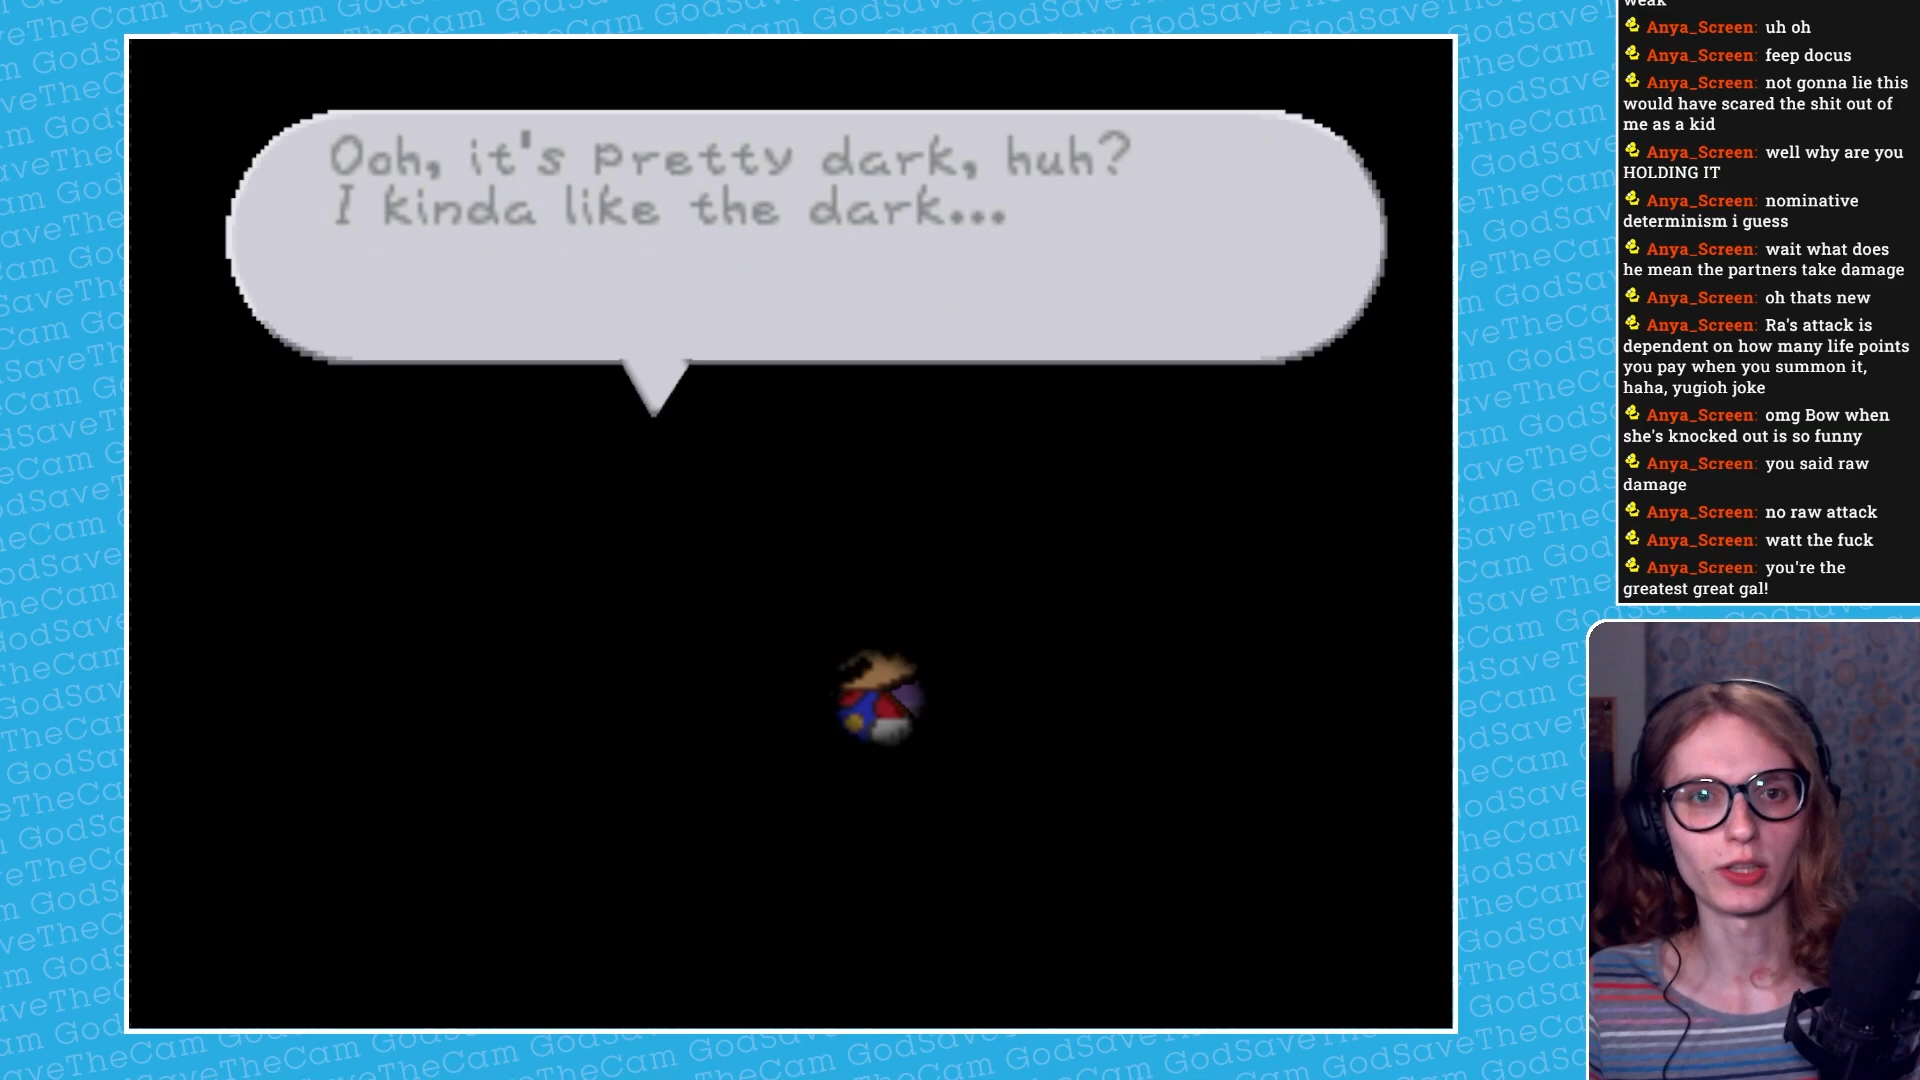 Ooh, it's pretty dark, huh?
I kinda like the dark...
weak
Anya_Screen: uh oh
Anya_Screen: feep docus
Anya_Screen: not gonna lie this
would have scared the shit out of
me as a kid
Anya_Screen: well why are you
HOLDING IT
Anya_Screen: nominative
determinism i guess
Anya_Screen: wait what does
he mean the partners take damage
Anya_Screen: oh thats new
Anya_Screen: Ra's attack is
dependent on how many life points
you pay when you summon it,
haha, yugioh joke
Anya_Screen: omg Bow when
she's knocked out is so funny
Anya_Screen: you said raw
damage
Anya_Screen: no raw attack
Anya_Screen: watt the fuck
Anya_Screen: you're the
greatest great gal!
GodSaveTheCam